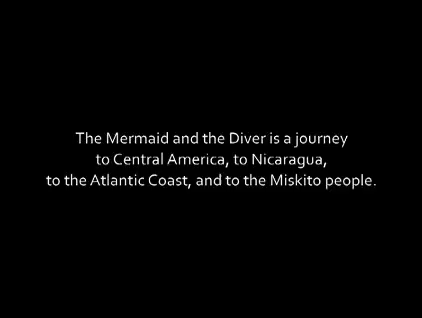 The Mermaid and the Diver is a journey
to Central America, to Nicaragua,
to the Atlantic Coast, and to the Miskito people.